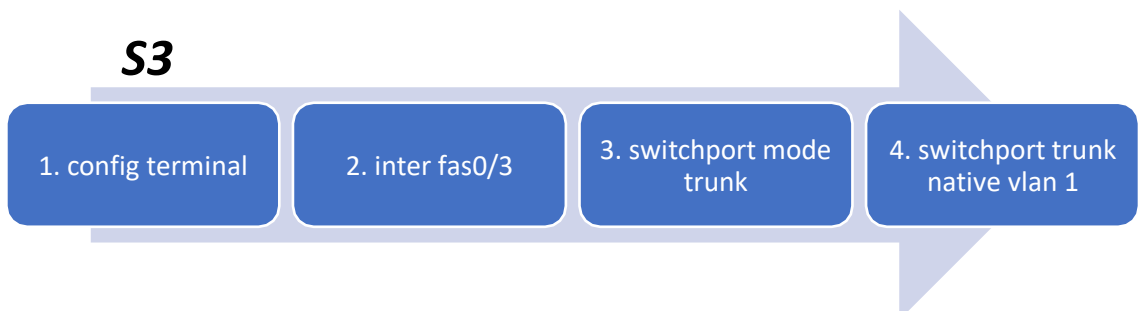 S3
1. config terminal
2. inter fas0/3
3. switchport mode
trunk
4. switchport trunk
native vlan 1